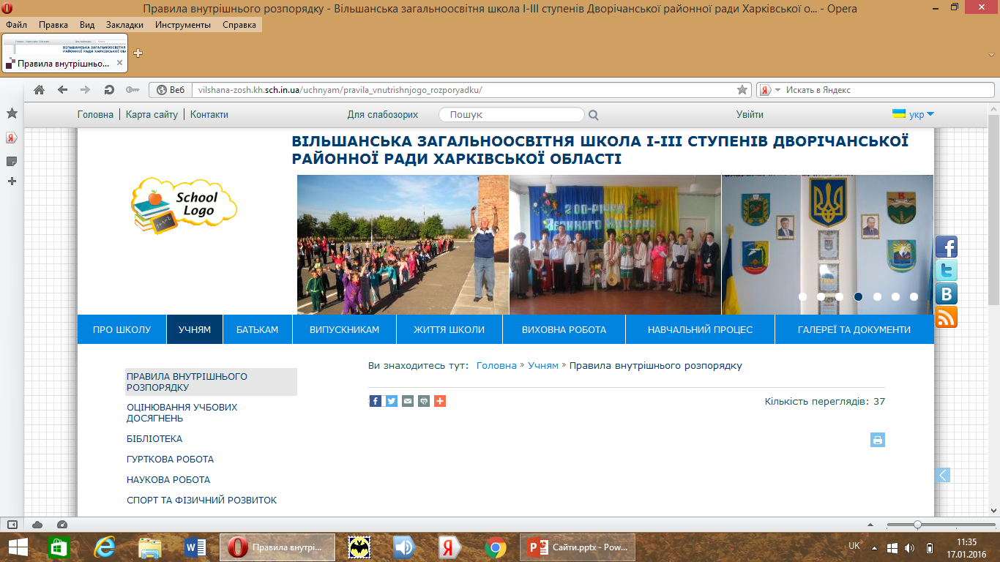 Правила внутрішнього розпорядку - Вільшанська загальноосвітня школа І-ІІІ ступенів Дворічанської районної ради Харківської о... - Opera
Файл Правка Вид Закладки Инструменты Справка
Правила внутрішньо...
Веб vilshana-zosh.kh.sch.in.ua/uchnyam/pravila_vnutrishnjogo_rozporyadku/ Искать в Яндекс
Головна Карта сайту Контакти Для слабозорих Пошук Увійти укр
ВІЛЬШАНСЬКА ЗАГАЛЬНООСВІТНЯ ШКОЛА І-ІІІ СТУПЕНІВ ДВОРІЧАНСЬКОЇ
РАЙОННОЇ РАДИ ХАРКІВСЬКОЇ ОБЛАСТІ
School
Logo
200-річчя
Великого Кобзаря
ПРО ШКОЛУ УЧНЯМ БАТЬКАМ ВИПУСКНИКАМ ЖИТТЯ ШКОЛИ ВИХОВНА РОБОТА НАВЧАЛЬНИЙ ПРОЦЕС ГАЛЕРЕЇ ТА ДОКУМЕНТИ
Ви знаходитесь тут: Головна Учням Правила внутрішнього розпорядку
Кількість переглядів: 37
ПРАВИЛА ВНУТРІШНЬОГО
РОЗПОРЯДКУ
ОЦІНЮВАННЯ УЧБОВИХ
ДОСЯГНЕНЬ
БІБЛІОТЕКА
ГУРТКОВА РОБОТА
НАУКОВА РОБОТА
СПОРТ ТА ФІЗИЧНИЙ РОЗВИТОК
Правила внутрі... Сайти.pptx - Pow... UK 11:35
17.01.2016